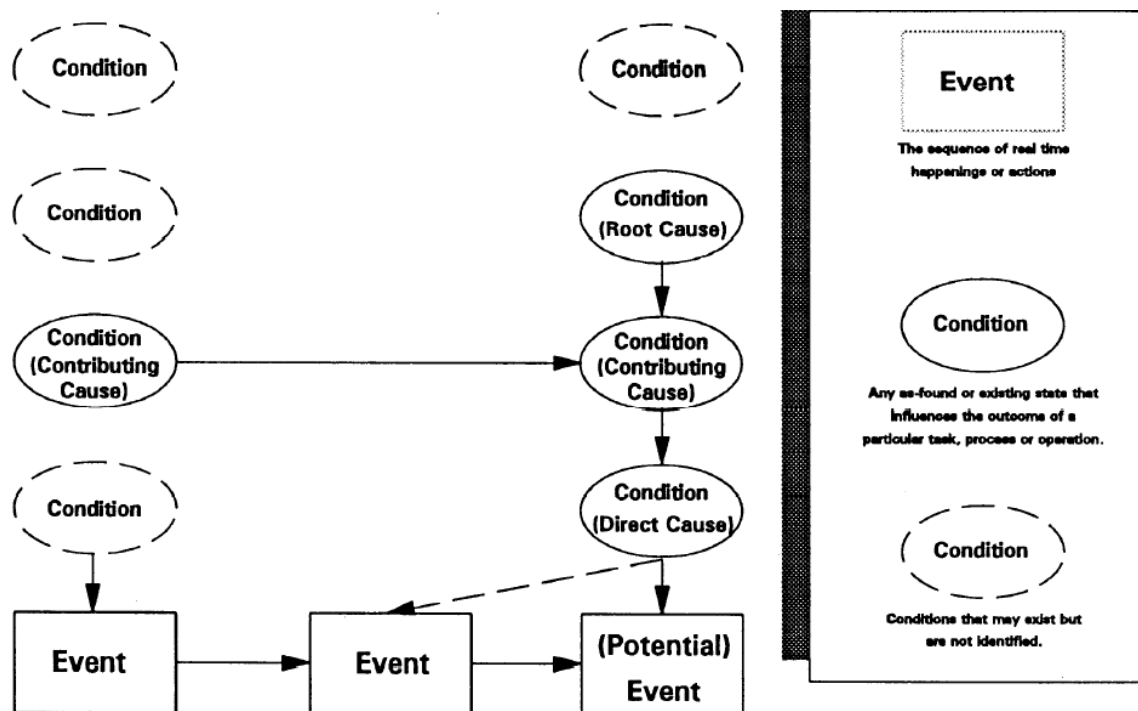 Condition
Condition
Condition
Condition
(Root Cause)
Condition
(Contributing
Cause)
Condition
(Contributing
Cause)
Condition
Condition
(Direct Cause)
Event
Event
(Potential)
Event
Event
The sequence of real time
happenings or actions
Condition
Any as-found or existing state that
influences the outcome of a
particular task, process or operation.
Condition
Conditions that may exist but
are not identified.